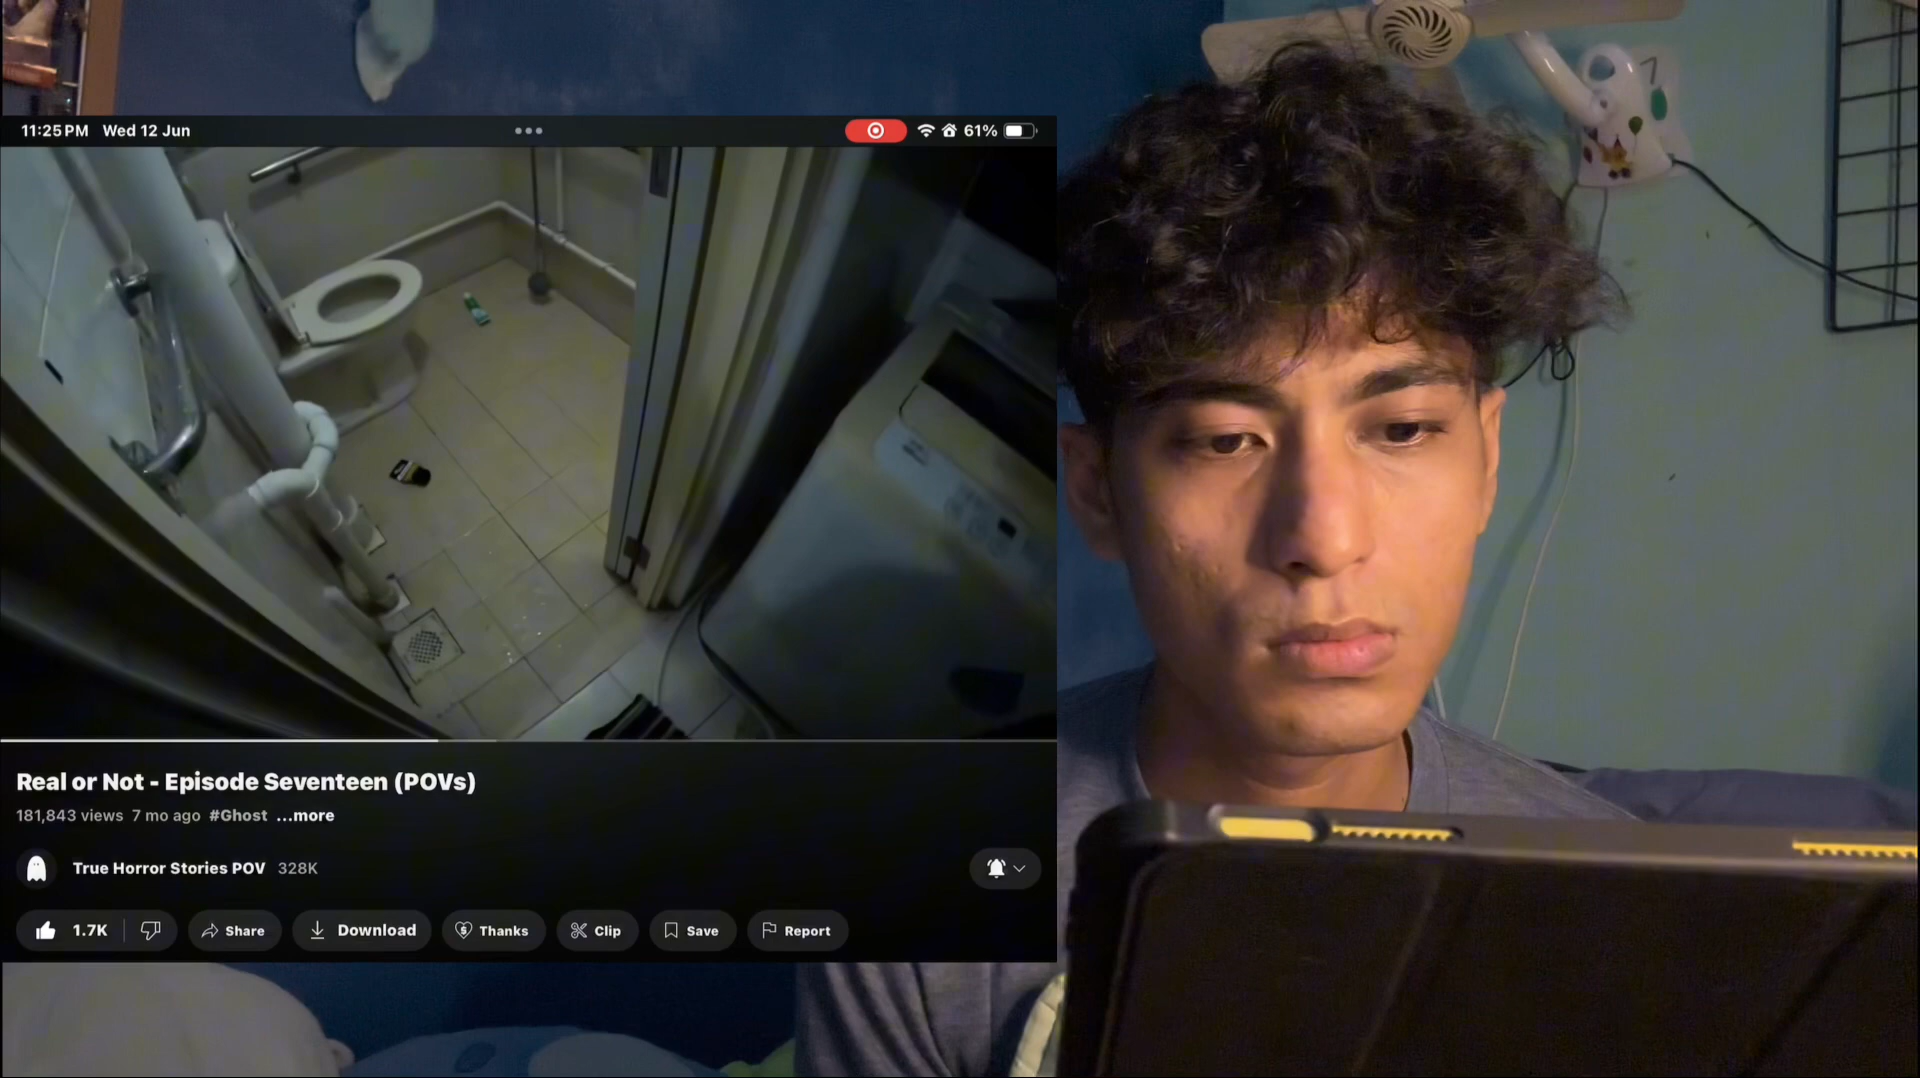 11:25 PM Wed 12 Jun
61%
Real or Not - Episode Seventeen (POVs)
181,843 views 7 mo ago #Ghost ...more
True Horror Stories POV 328K
1.7K Share Download Thanks Clip Save Report